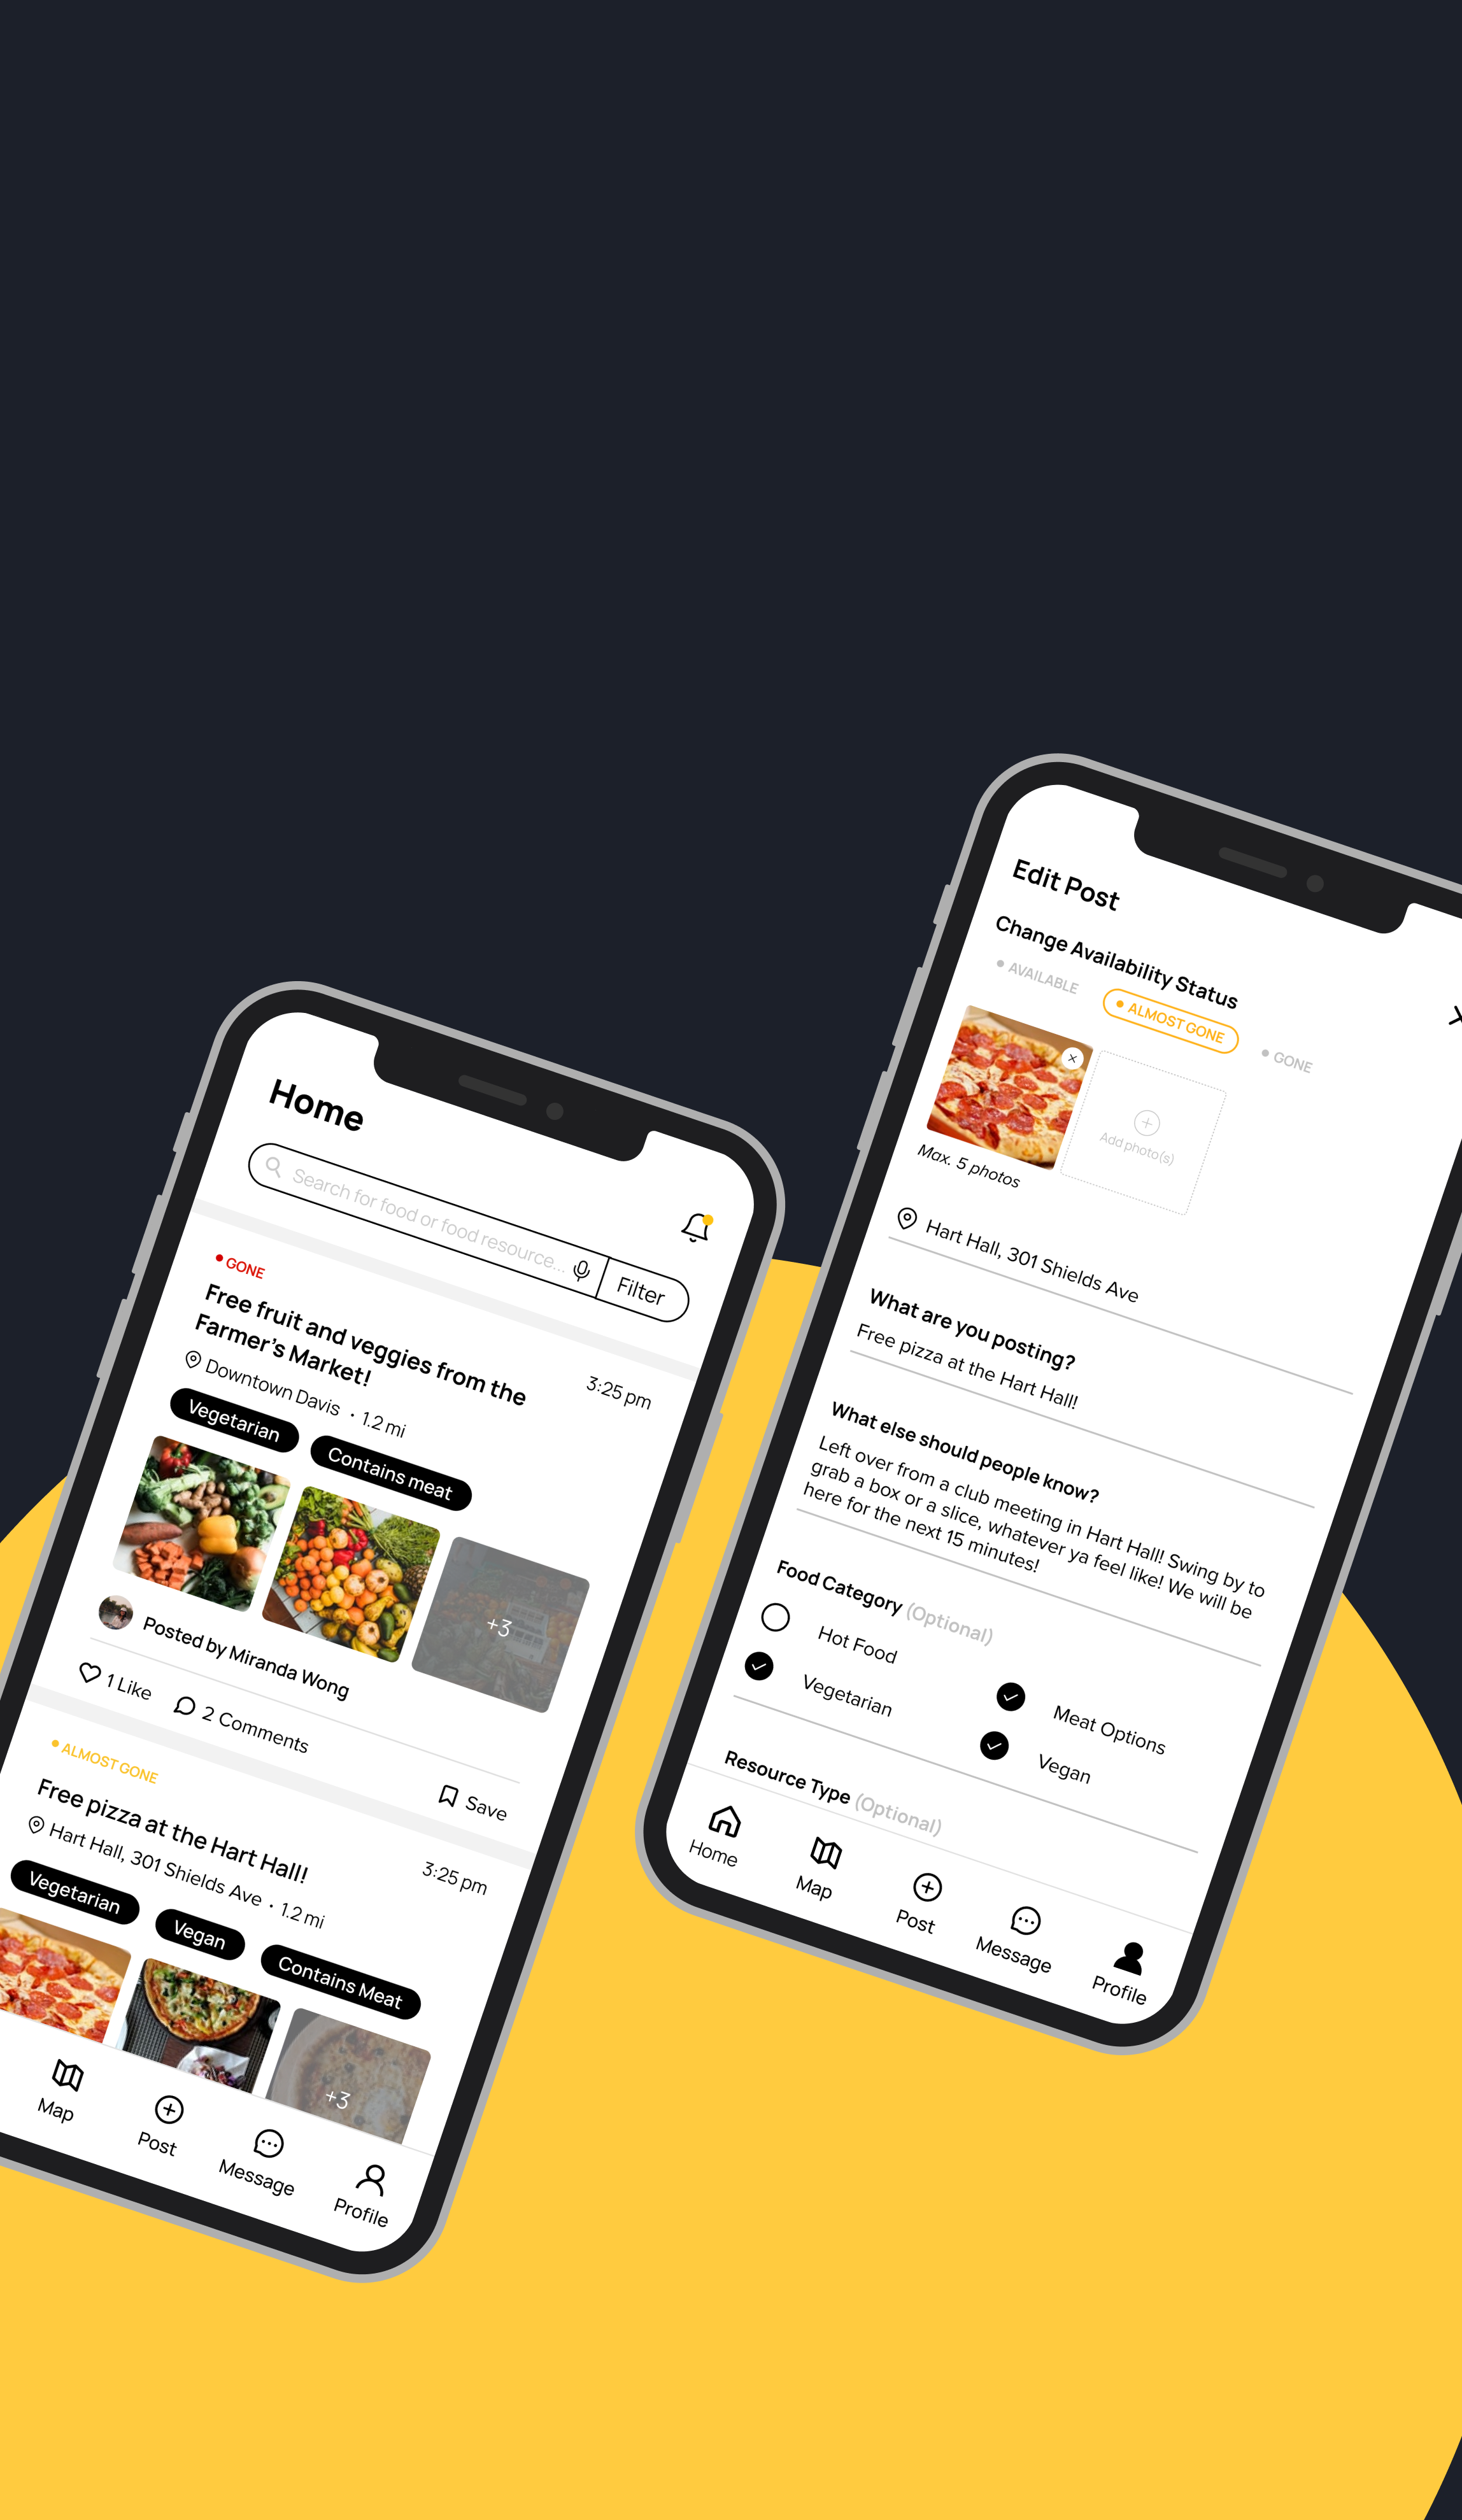 Home
Search for food or food resource...
Filter
GONE
Free fruit and veggies from the
Farmer's Market!
3:25 pm
Downtown Davis · 1.2 mi
Vegetarian
Contains meat
+3
Posted by Miranda Wong
1 Like
2 Comments
Save
ALMOST GONE
Free pizza at the Hart Hall!
3:25 pm
Hart Hall, 301 Shields Ave · 1.2 mi
Vegetarian
Vegan
Contains Meat
+3
Map
Post
Message
Profile
Edit Post
Change Availability Status
AVAILABLE
ALMOST GONE
GONE
Add photo(s)
Max. 5 photos
Hart Hall, 301 Shields Ave
What are you posting?
Free pizza at the Hart Hall!
What else should people know?
Left over from a club meeting in Hart Hall! Swing by to
grab a box or a slice, whatever ya feel like! We will be
here for the next 15 minutes!
Food Category (Optional)
Hot Food
Meat Options
Vegetarian
Vegan
Resource Type (Optional)
Home
Map
Post
Message
Profile